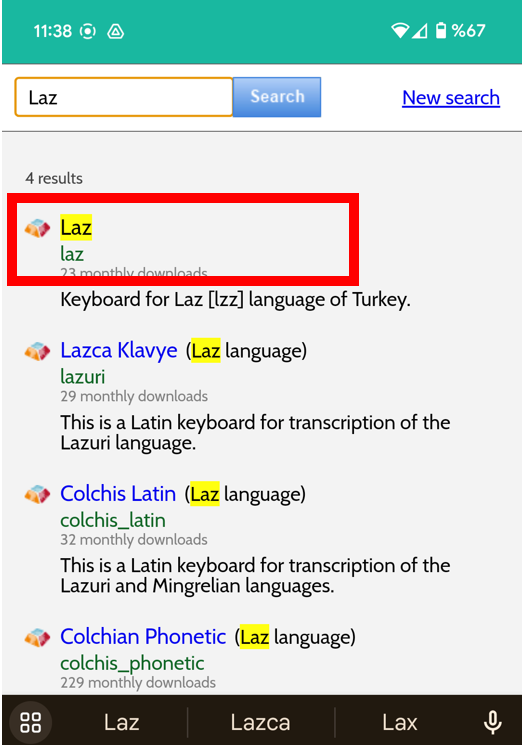 11:38 %67
Laz Search New search
4 results
Laz
laz
23 monthly downloads
Keyboard for Laz [lzz] language of Turkey.
Lazca Klavye (Laz language)
lazuri
29 monthly downloads
This is a Latin keyboard for transcription of the
Lazuri language.
Colchis Latin (Laz language)
colchis_latin
32 monthly downloads
This is a Latin keyboard for transcription of the
Lazuri and Mingrelian languages.
Colchian Phonetic (Laz language)
colchis_phonetic
229 monthly downloads
Laz Lazca Lax